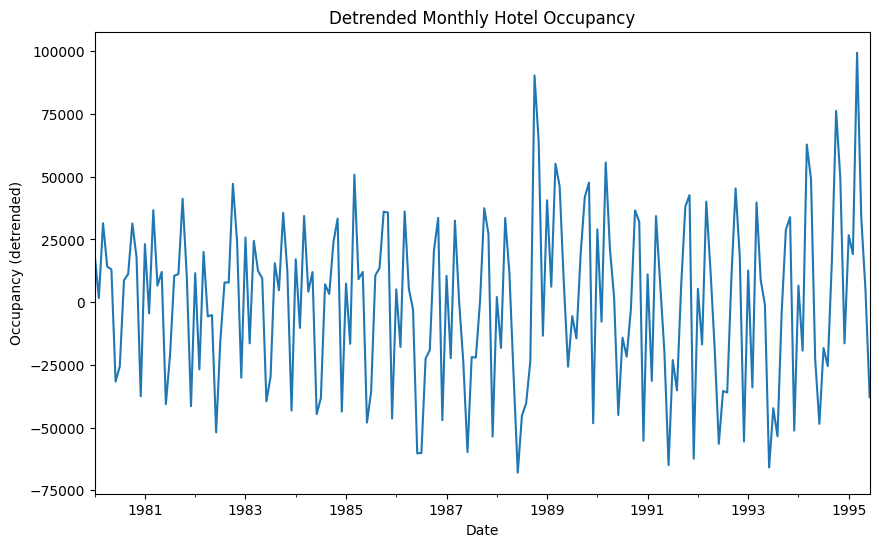 Detrended Monthly Hotel Occupancy
Occupancy (detrended)
100000
75000
50000
25000
0
−25000
−50000
−75000
1981 1983 1985 1987 1989 1991 1993 1995
Date